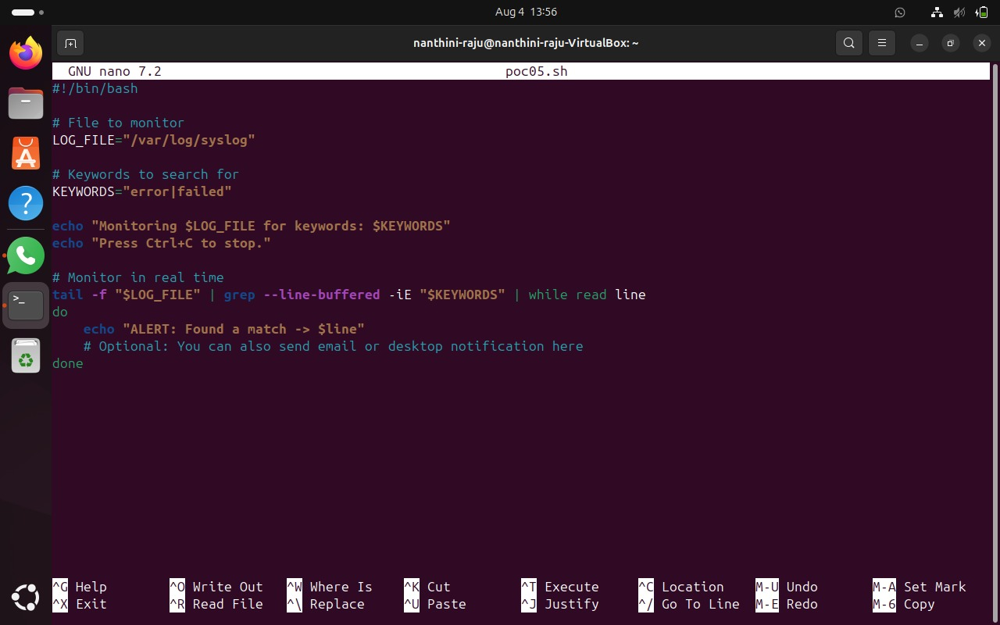 Aug 4 13:56
nanthini-raju@nanthini-raju-VirtualBox: ~
GNU nano 7.2 poc05.sh
#!/bin/bash
# File to monitor
LOG_FILE="/var/log/syslog"
# Keywords to search for
KEYWORDS="error|failed"
echo "Monitoring $LOG_FILE for keywords: $KEYWORDS"
echo "Press Ctrl+C to stop."
# Monitor in real time
tail -f "$LOG_FILE" | grep --line-buffered -iE "$KEYWORDS" | while read line
do
    echo "ALERT: Found a match -> $line"
    # Optional: You can also send email or desktop notification here
done
^G Help ^O Write Out ^W Where Is ^K Cut ^T Execute ^C Location M-U Undo M-A Set Mark
^X Exit ^R Read File ^\ Replace ^U Paste ^J Justify ^/ Go To Line M-E Redo M-6 Copy